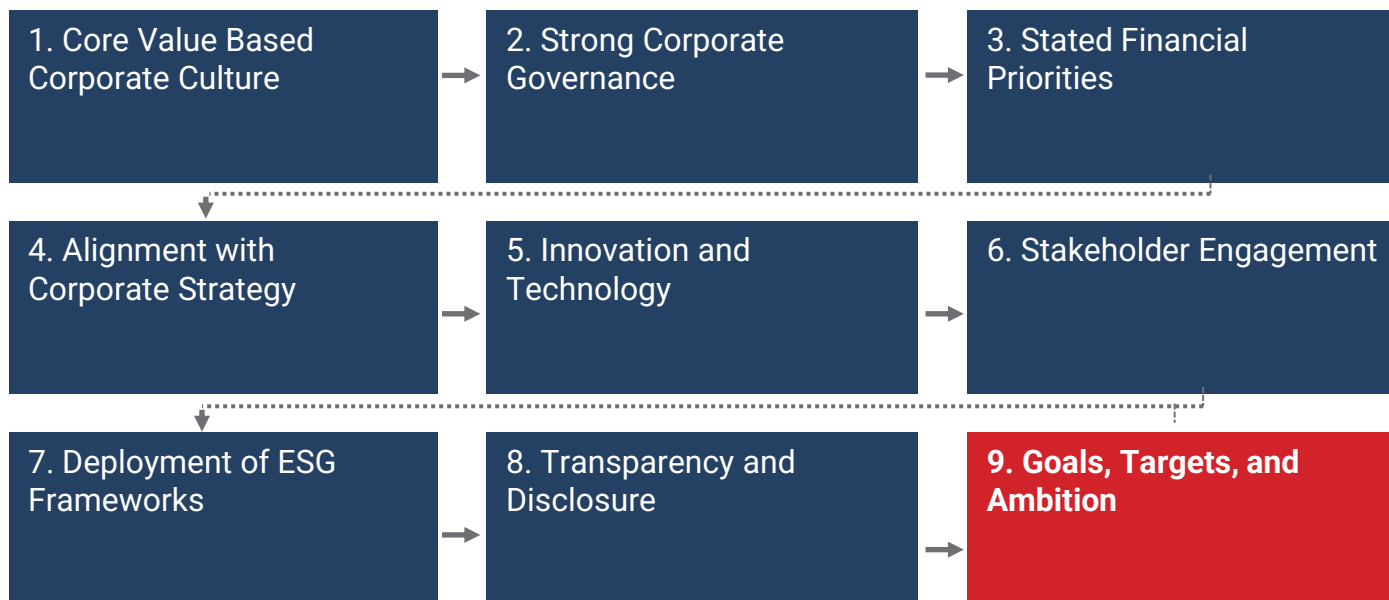 1. Core Value Based
Corporate Culture
2. Strong Corporate
Governance
3. Stated Financial
Priorities
4. Alignment with
Corporate Strategy
5. Innovation and
Technology
6. Stakeholder Engagement
7. Deployment of ESG
Frameworks
8. Transparency and
Disclosure
9. Goals, Targets, and
Ambition